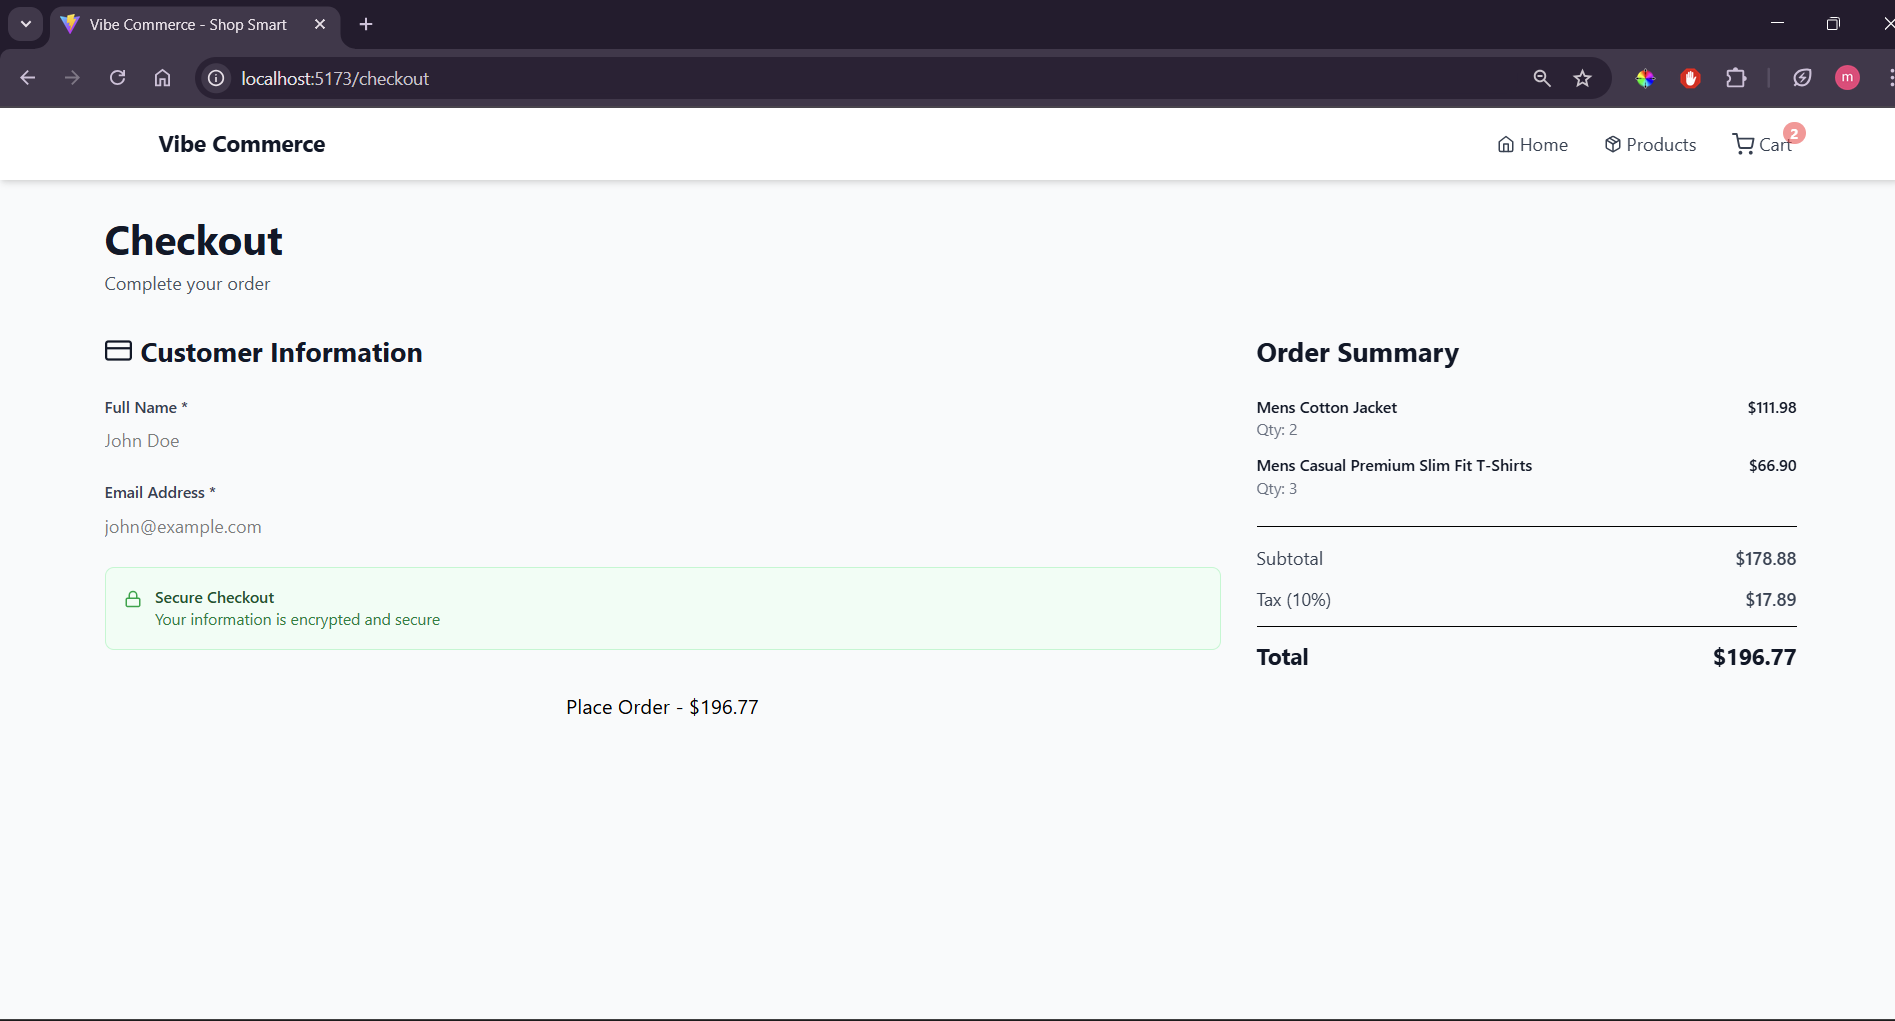 Vibe Commerce - Shop Smart
localhost:5173/checkout
m
Vibe Commerce
Home
Products
Cart
2
Checkout
Complete your order
Customer Information
Full Name *
John Doe
Email Address *
john@example.com
Secure Checkout
Your information is encrypted and secure
Place Order - $196.77
Order Summary
Mens Cotton Jacket $111.98
Qty: 2
Mens Casual Premium Slim Fit T-Shirts $66.90
Qty: 3
Subtotal $178.88
Tax (10%) $17.89
Total $196.77